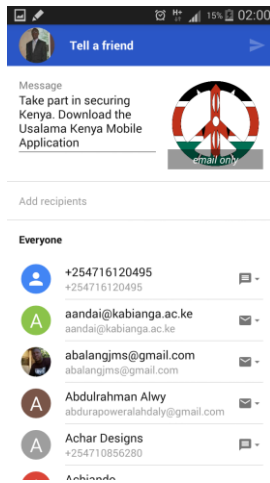 H+ 15% 02:00
Tell a friend
Message
Take part in securing
Kenya. Download the
Usalama Kenya Mobile
Application
email only
Add recipients
Everyone
+254716120495
+254716120495
A aandai@kabianga.ac.ke
aandai@kabianga.ac.ke
abalangjms@gmail.com
abalangjms@gmail.com
A Abdulrahman Alwy
abdurapoweralahdaly@gmail.com
A Achar Designs
+254710856280
Achiando